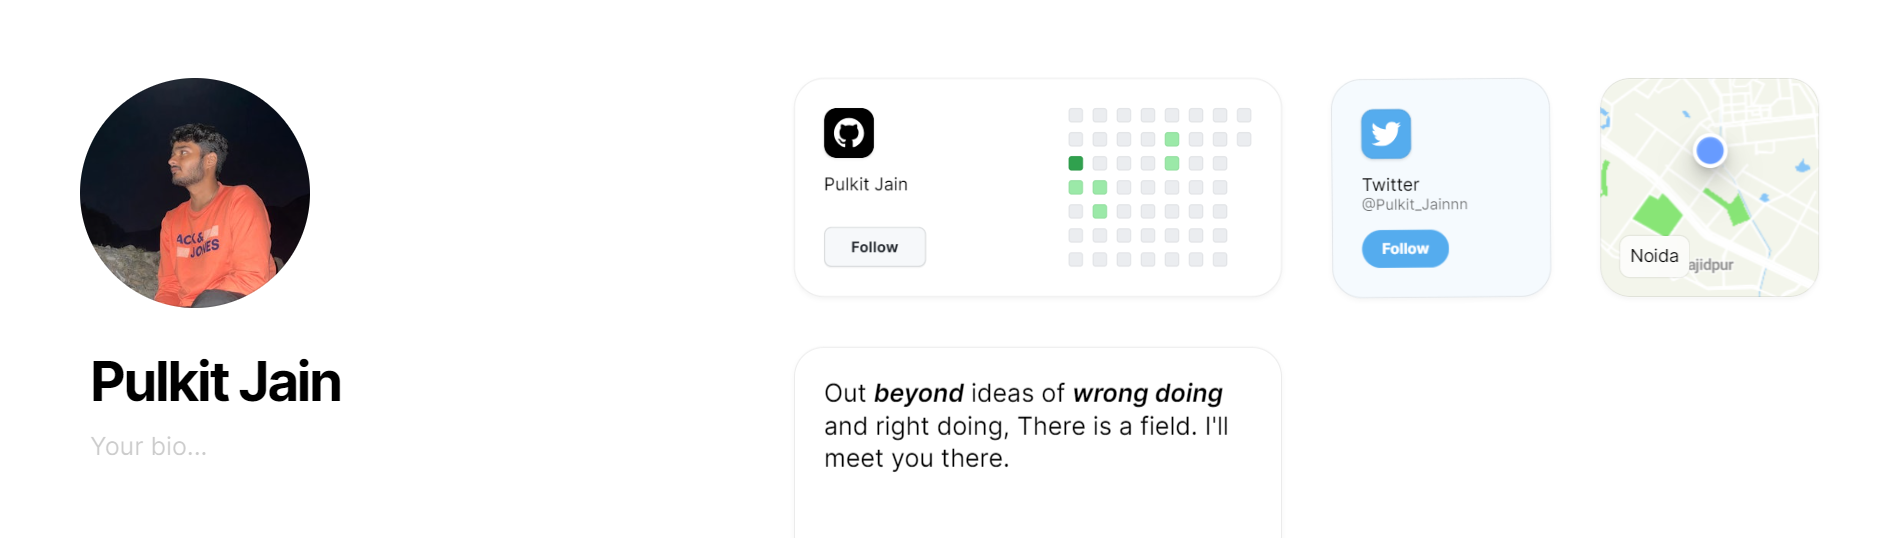 ACK &
JONES
Pulkit Jain
Your bio...
Pulkit Jain
Follow
Twitter
@Pulkit_Jainnn
Follow
Noida
ajidpur
Out beyond ideas of wrong doing
and right doing, There is a field. I'll
meet you there.